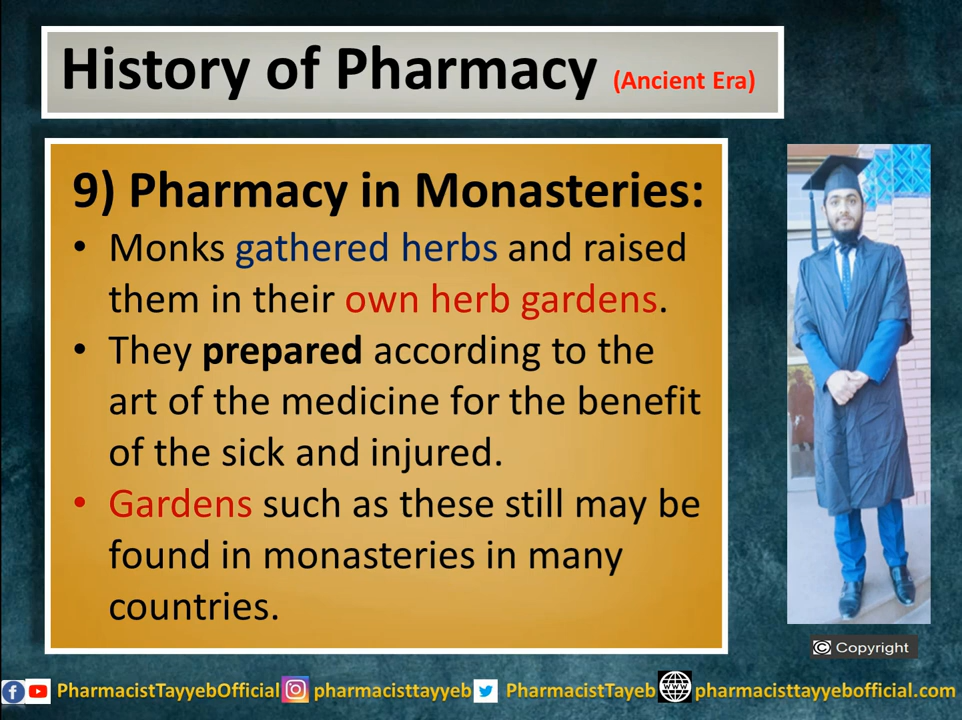 History of Pharmacy (Ancient Era)
9) Pharmacy in Monasteries:
• Monks gathered herbs and raised
them in their own herb gardens.
• They prepared according to the
art of the medicine for the benefit
of the sick and injured.
• Gardens such as these still may be
found in monasteries in many
countries.
© Copyright
PharmacistTayyebOfficial pharmacisttayyeb PharmacistTayeb WWW pharmacisttayyebofficial.com